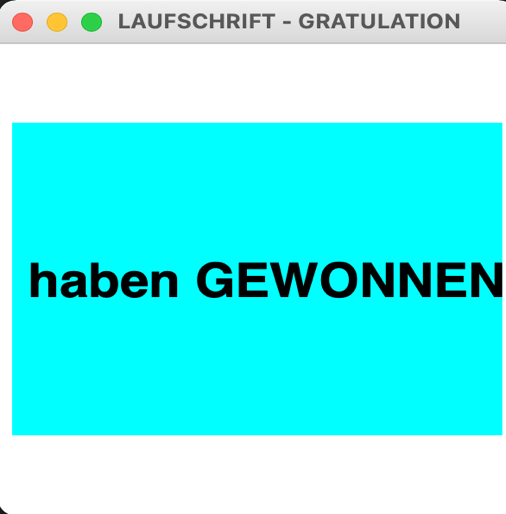 LAUFSCHRIFT - GRATULATION
haben GEWONNEN